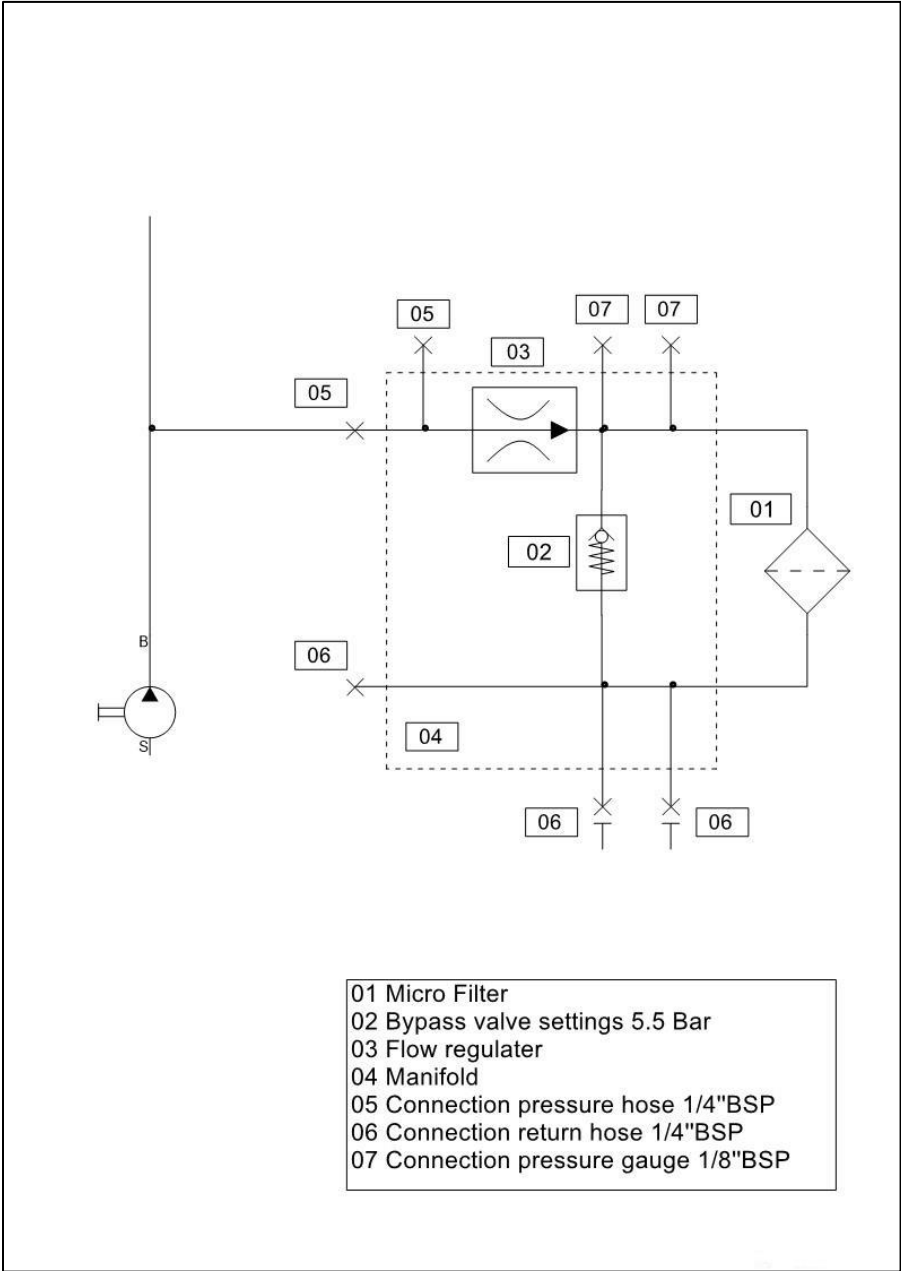 05
07
07
03
05
01
02
B
06
S
04
06
06
01 Micro Filter
02 Bypass valve settings 5.5 Bar
03 Flow regulater
04 Manifold
05 Connection pressure hose 1/4"BSP
06 Connection return hose 1/4"BSP
07 Connection pressure gauge 1/8"BSP